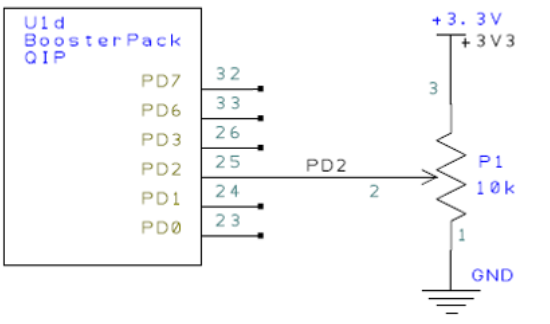 U1d
BoosterPack
QIP
PD7 32
PD6 33
PD3 26
PD2 25
PD1 24
PD0 23
PD2
2
+3.3V
+3V3
3
P1
10k
1
GND